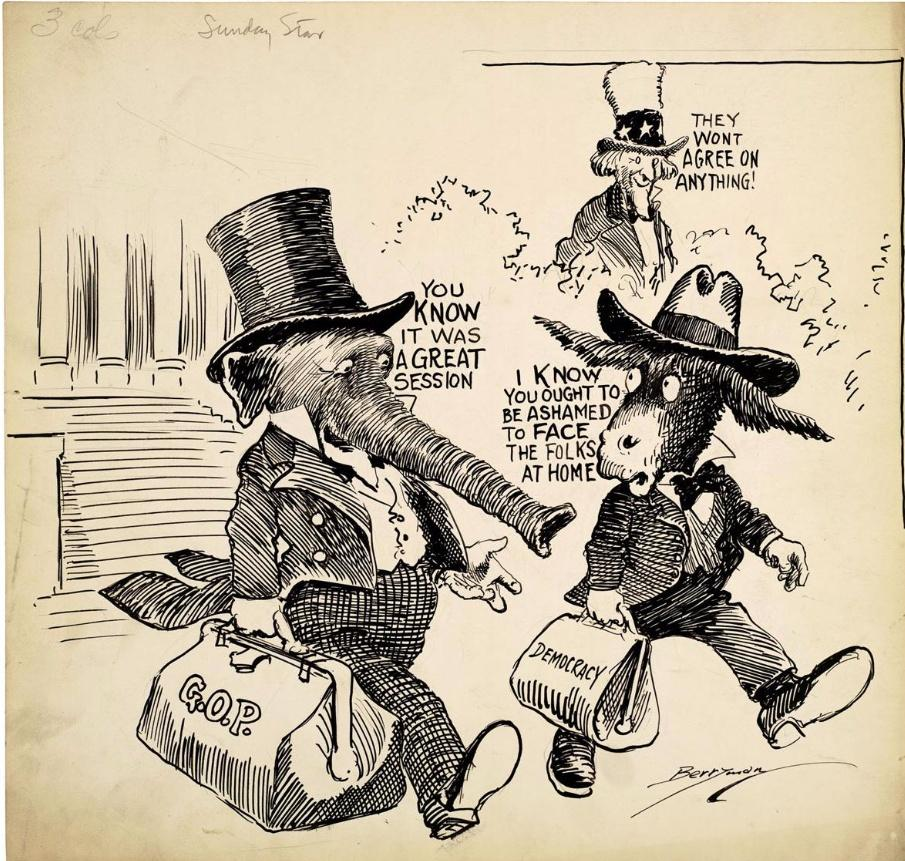 3 cols Sunday Star
THEY
WONT
AGREE ON
ANYTHING!
YOU
KNOW
IT WAS
A GREAT
SESSION
I KNOW
YOU OUGHT TO
BE ASHAMED
TO FACE
THE FOLKS
AT HOME
G.O.P.
DEMOCRACY
Berryman